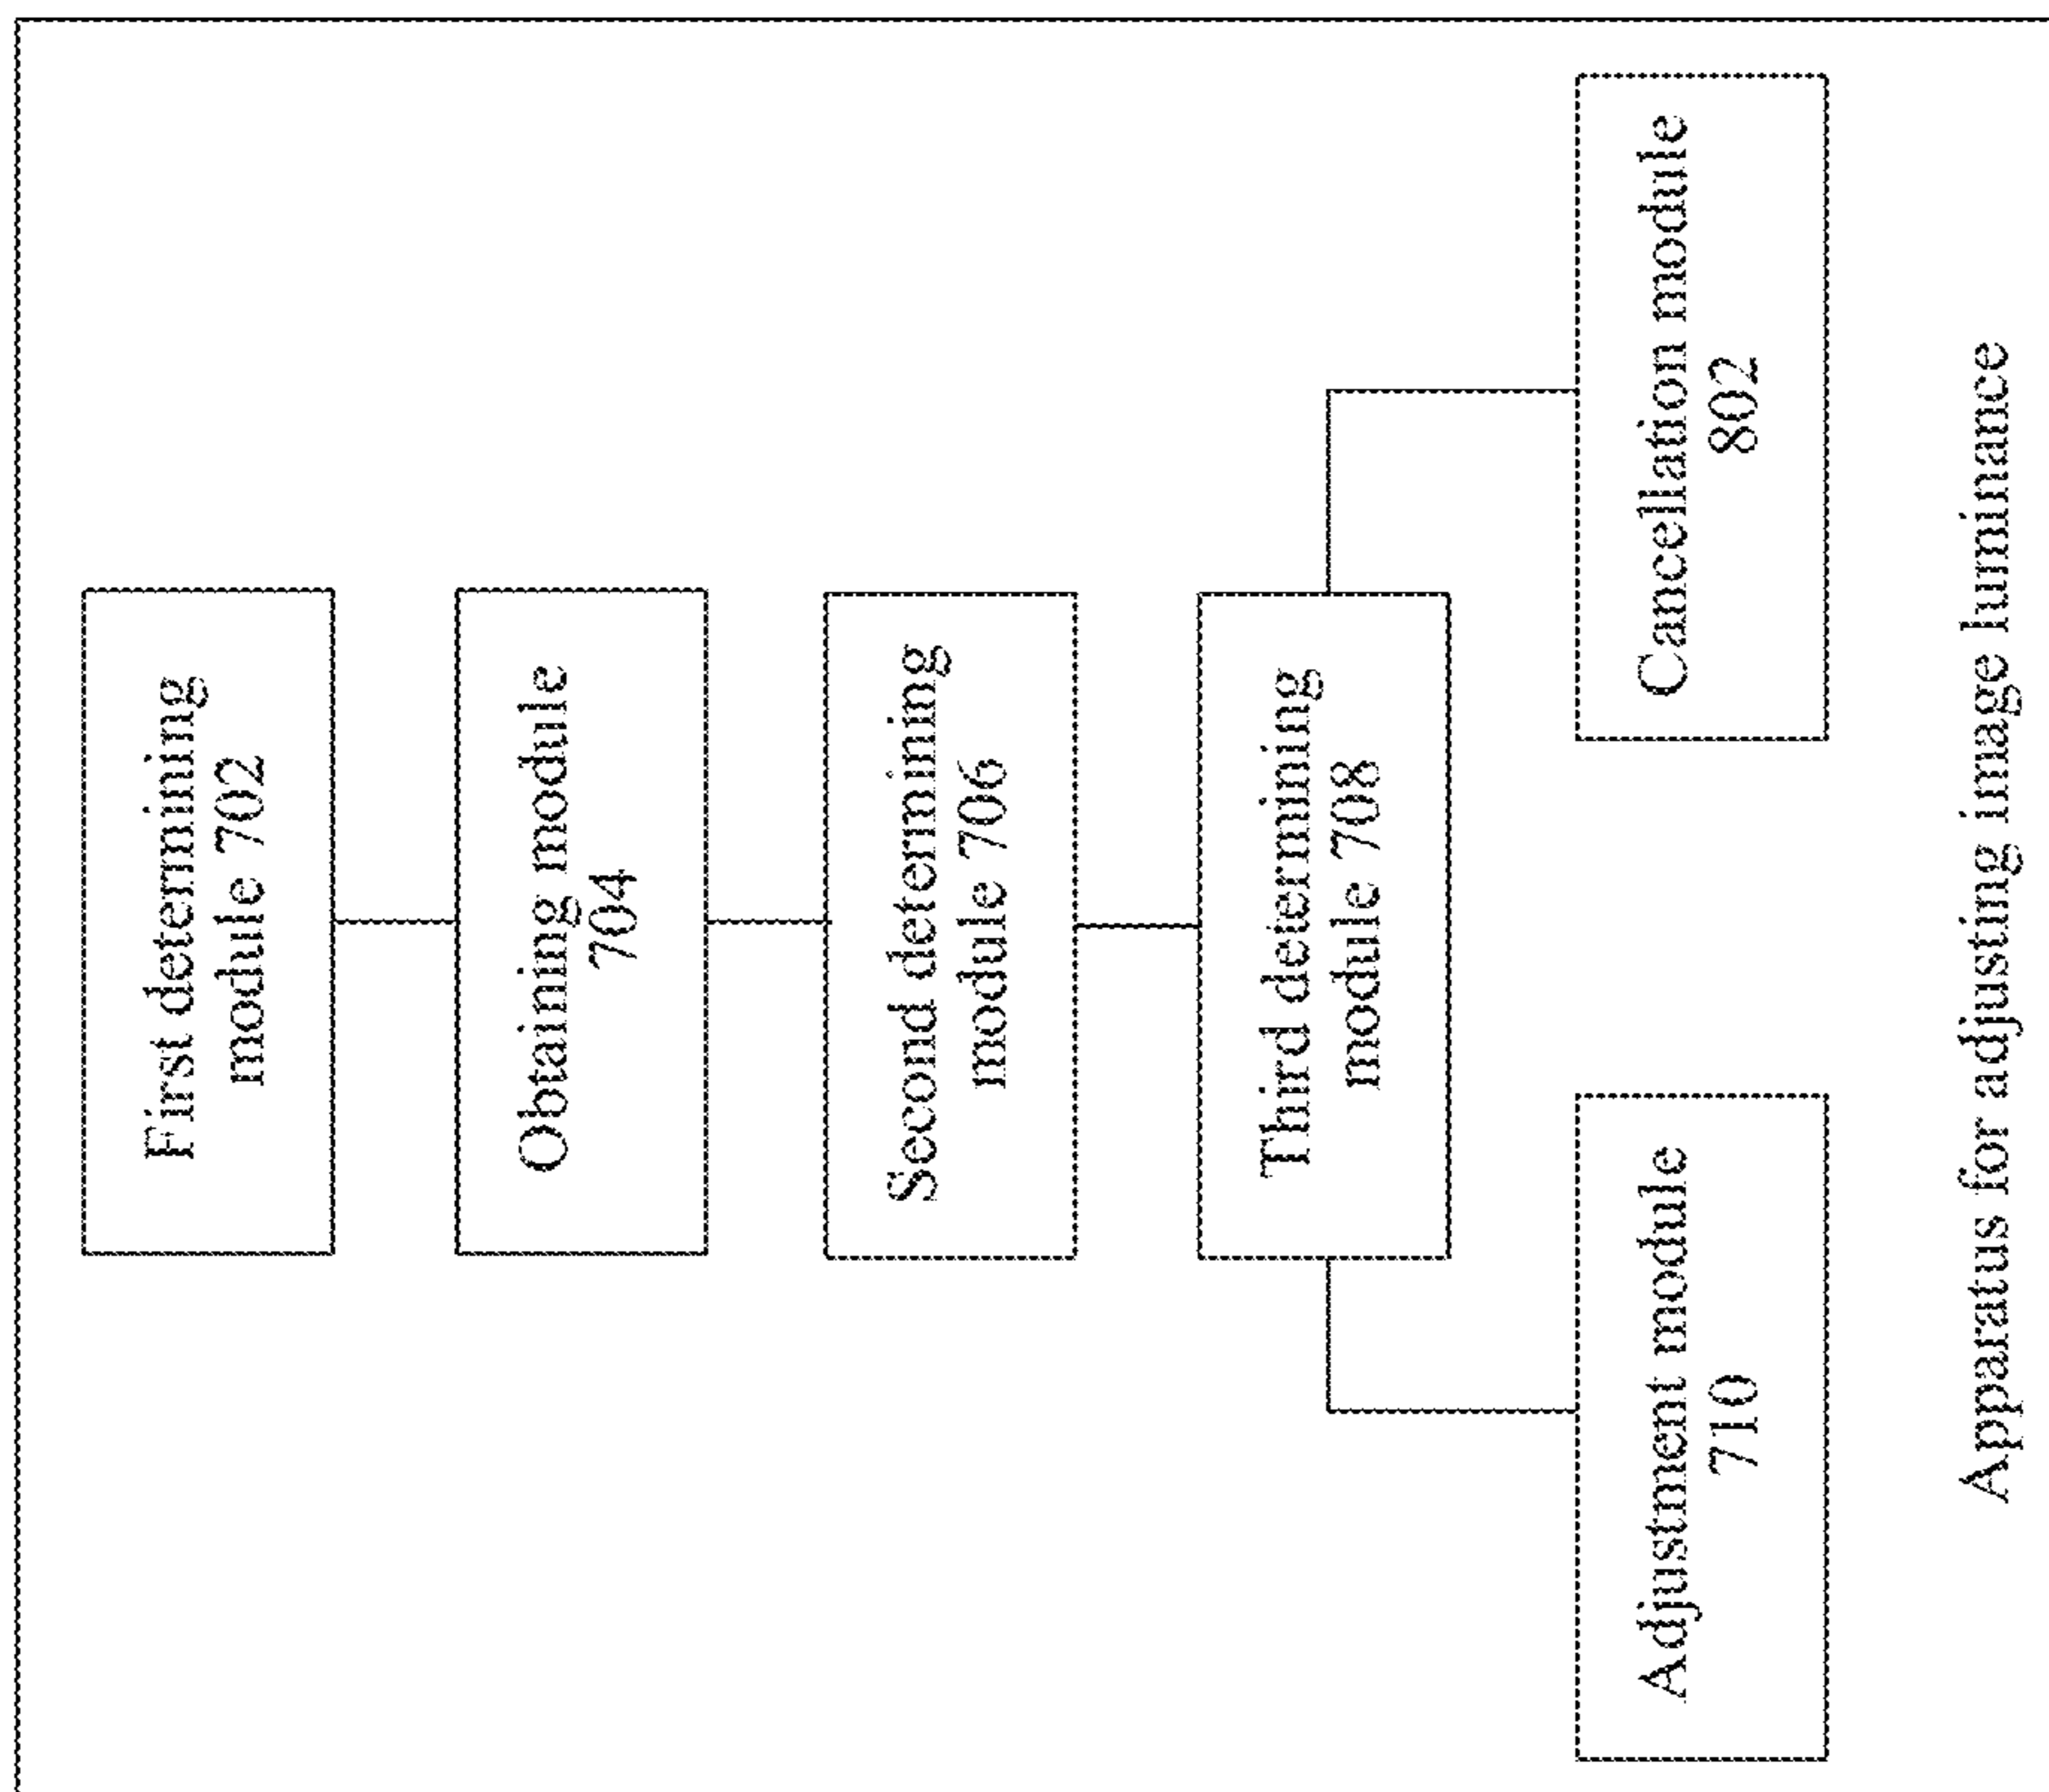 First determining
module 702
Obtaining module
704
Second determining
module 706
Third determining
module 708
Adjustment module
710
Cancellation module
802
Apparatus for adjusting image luminance